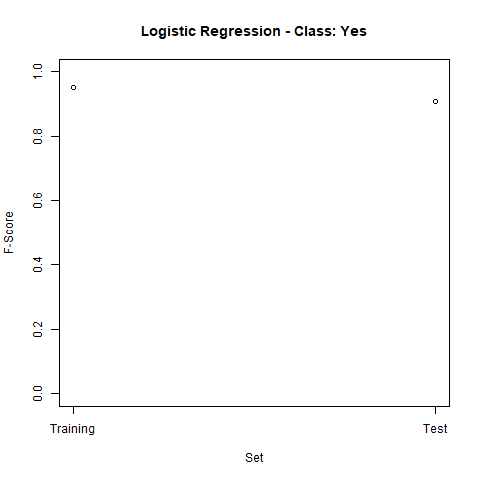 Logistic Regression - Class: Yes
F-Score
1.0
0.8
0.6
0.4
0.2
0.0
Training
Test
Set